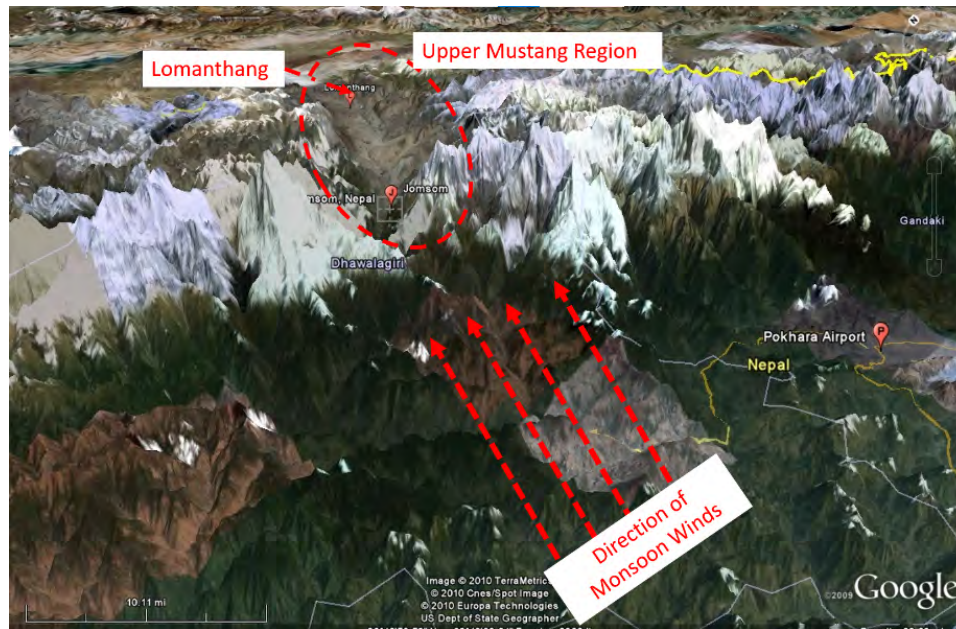 Upper Mustang Region
Lomanthang
Lomanthang
Jomsom
Jomsom, Nepal
Gandaki
Dhawalagiri
Pokhara Airport
Nepal
Direction of
Monsoon Winds
Image © 2010 TerraMetrics
© 2010 Cnes/Spot Image
© 2010 Europa Technologies
US Dept of State Geographer
©2009 Google
10.11 mi